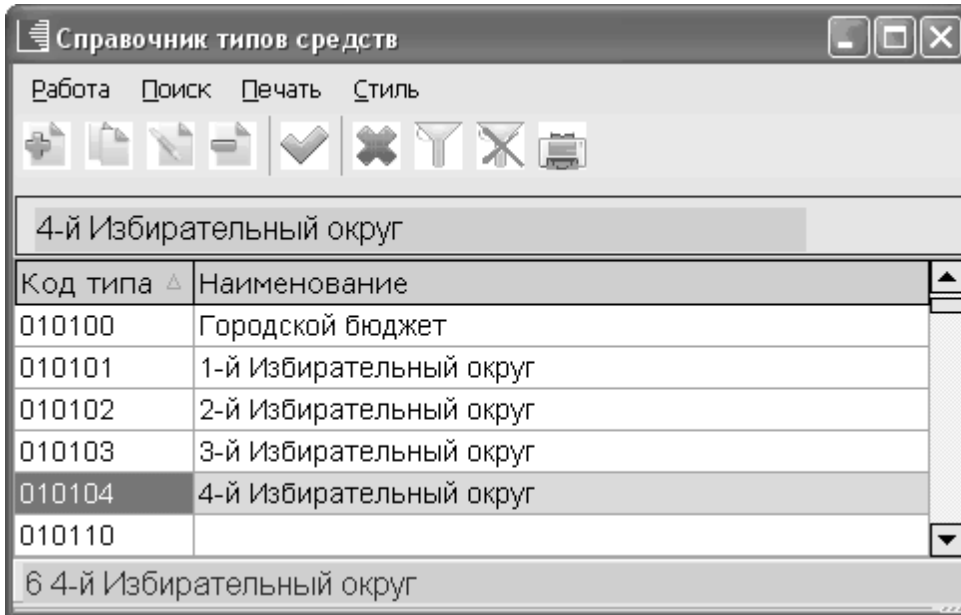 Справочник типов средств
Работа Поиск Печать Стиль
4-й Избирательный округ
Код типа Наименование
010100 Городской бюджет
010101 1-й Избирательный округ
010102 2-й Избирательный округ
010103 3-й Избирательный округ
010104 4-й Избирательный округ
010110
6 4-й Избирательный округ